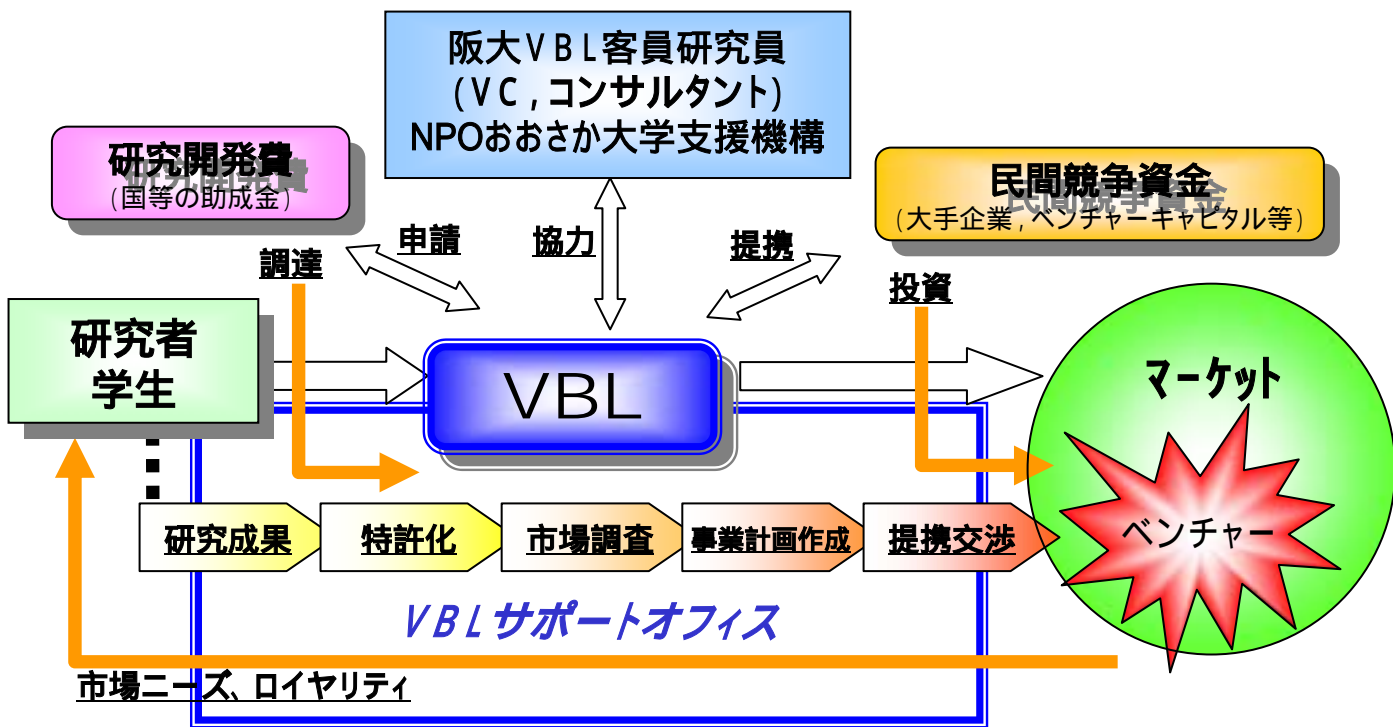 阪大VBL客員研究員
(VC,コンサルタント)
NPOおおさか大学支援機構
研究開発費
(国等の助成金)
民間競争資金
(大手企業,ベンチャーキャピタル等)
申請
協力
提携
調達
投資
研究者
学生
VBL
マーケット
ベンチャー
研究成果
特許化
市場調査
事業計画作成
提携交渉
VBLサポートオフィス
市場ニーズ、ロイヤリティ